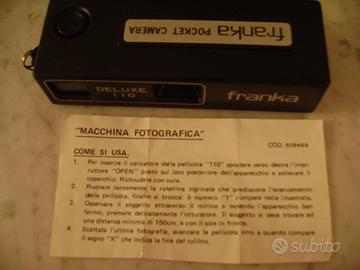 franka POCKET CAMERA
DELUXE
110
franka
"MACCHINA FOTOGRAFICA"
COD. 909466
COME SI USA.
1. Per inserire il caricatore della pellicola "110" spostare verso destra l'inter-
ruttore "OPEN" posto sul lato posteriore dell'apparecchio e sollevare il
coperchio. Richiudere con cura.
2. Ruotare lentamente la rotellina zigrinata che predispone l'avanzamento
della pellicola, finchè si blocca: il numero "1" compare nella finestrella.
3. Osservare il soggetto attraverso il mirino e tenendo l'apparecchio ben
fermo, premere delicatamente l'otturatore. Il soggetto si deve trovare ad
una distanza minima di 150cm, e con il sole di fronte.
4. Scattata l'ultima fotografia, avanzare la pellicola sino a quando compare
il segno "X" che indica la fine del rullino.
subito